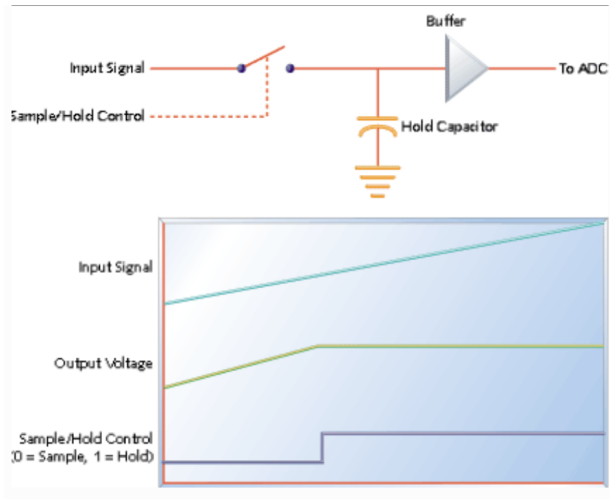 Buffer
Input Signal
To ADC
Sample/Hold Control
Hold Capacitor
Input Signal
Output Voltage
Sample/Hold Control
(0 = Sample, 1 = Hold)